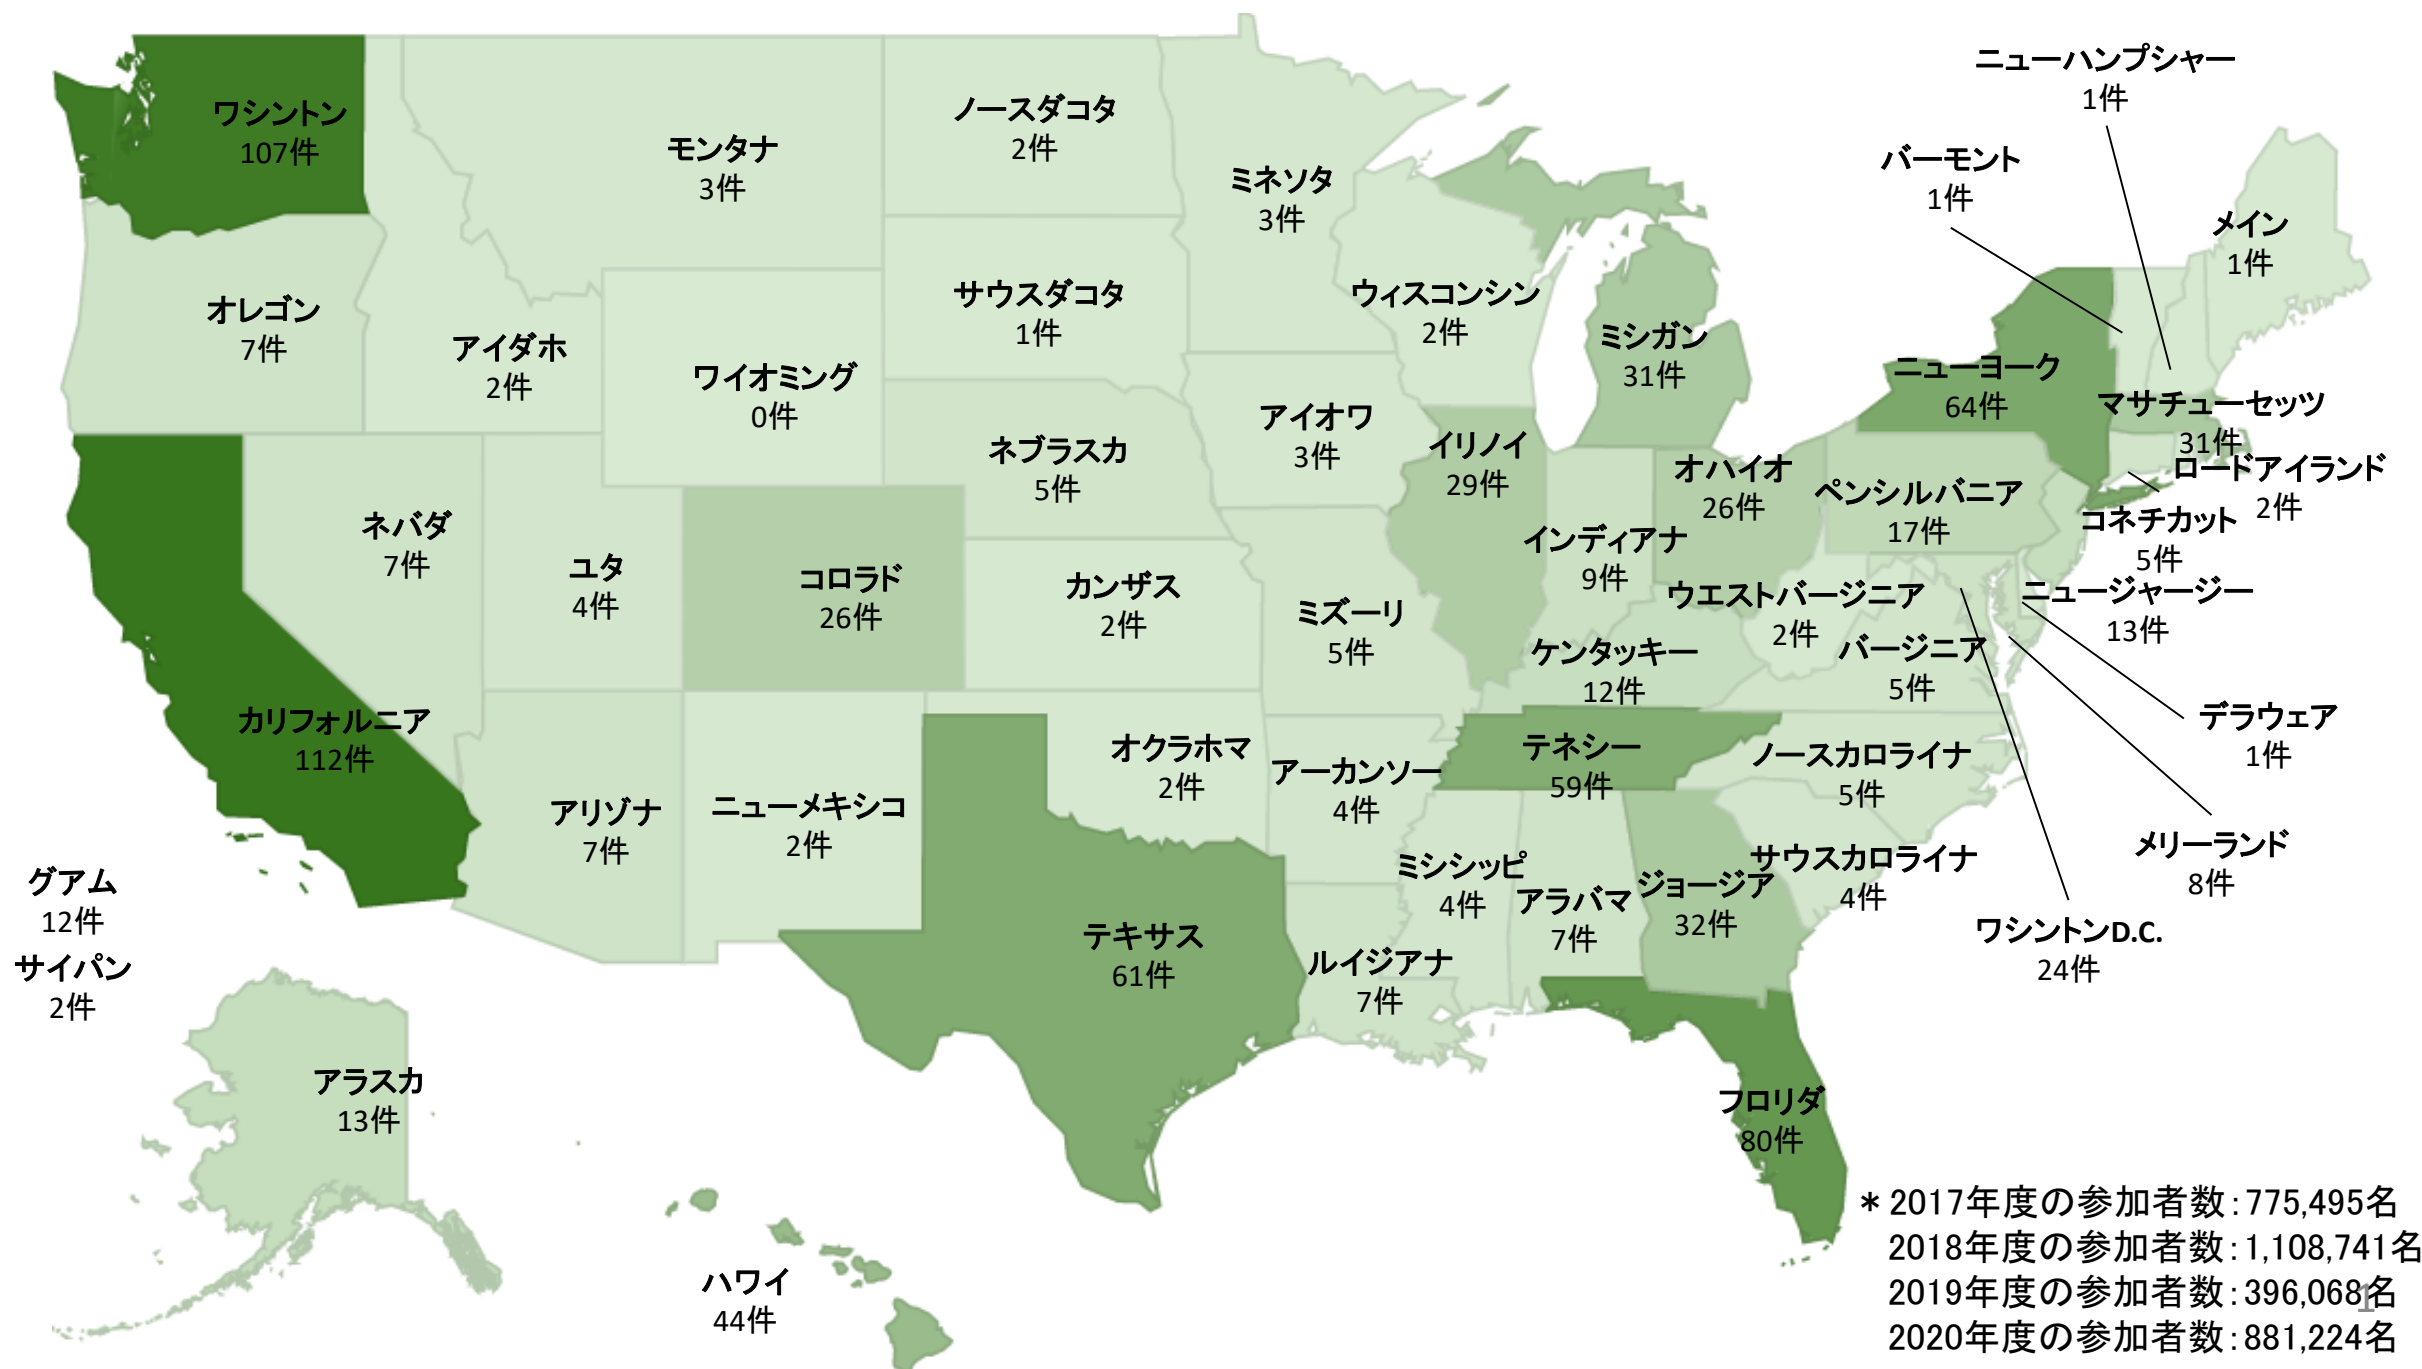 ニューハンプシャー
1件
ワシントン
107件
ノースダコタ
2件
モンタナ
3件
バーモント
1件
ミネソタ
3件
メイン
1件
オレゴン
7件
サウスダコタ
1件
ウィスコンシン
2件
ミシガン
31件
アイダホ
2件
ワイオミング
0件
ニューヨーク
64件
マサチューセッツ
31件
アイオワ
3件
イリノイ
29件
ネブラスカ
5件
オハイオ
26件
ペンシルバニア
17件
ロードアイランド
2件
コネチカット
5件
ネバダ
7件
インディアナ
9件
ユタ
4件
コロラド
26件
カンザス
2件
ミズーリ
5件
ウエストバージニア
2件
ニュージャージー
13件
ケンタッキー
12件
バージニア
5件
カリフォルニア
112件
デラウェア
1件
オクラホマ
2件
アーカンソー
4件
テネシー
59件
ノースカロライナ
5件
アリゾナ
7件
ニューメキシコ
2件
メリーランド
8件
ミシシッピ
4件
アラバマ
7件
ジョージア
32件
サウスカロライナ
4件
グアム
12件
サイパン
2件
テキサス
61件
ルイジアナ
7件
ワシントンD.C.
24件
アラスカ
13件
フロリダ
80件
ハワイ
44件
＊2017年度の参加者数：775,495名
2018年度の参加者数：1,108,741名
2019年度の参加者数：396,068名
1
2020年度の参加者数：881,224名